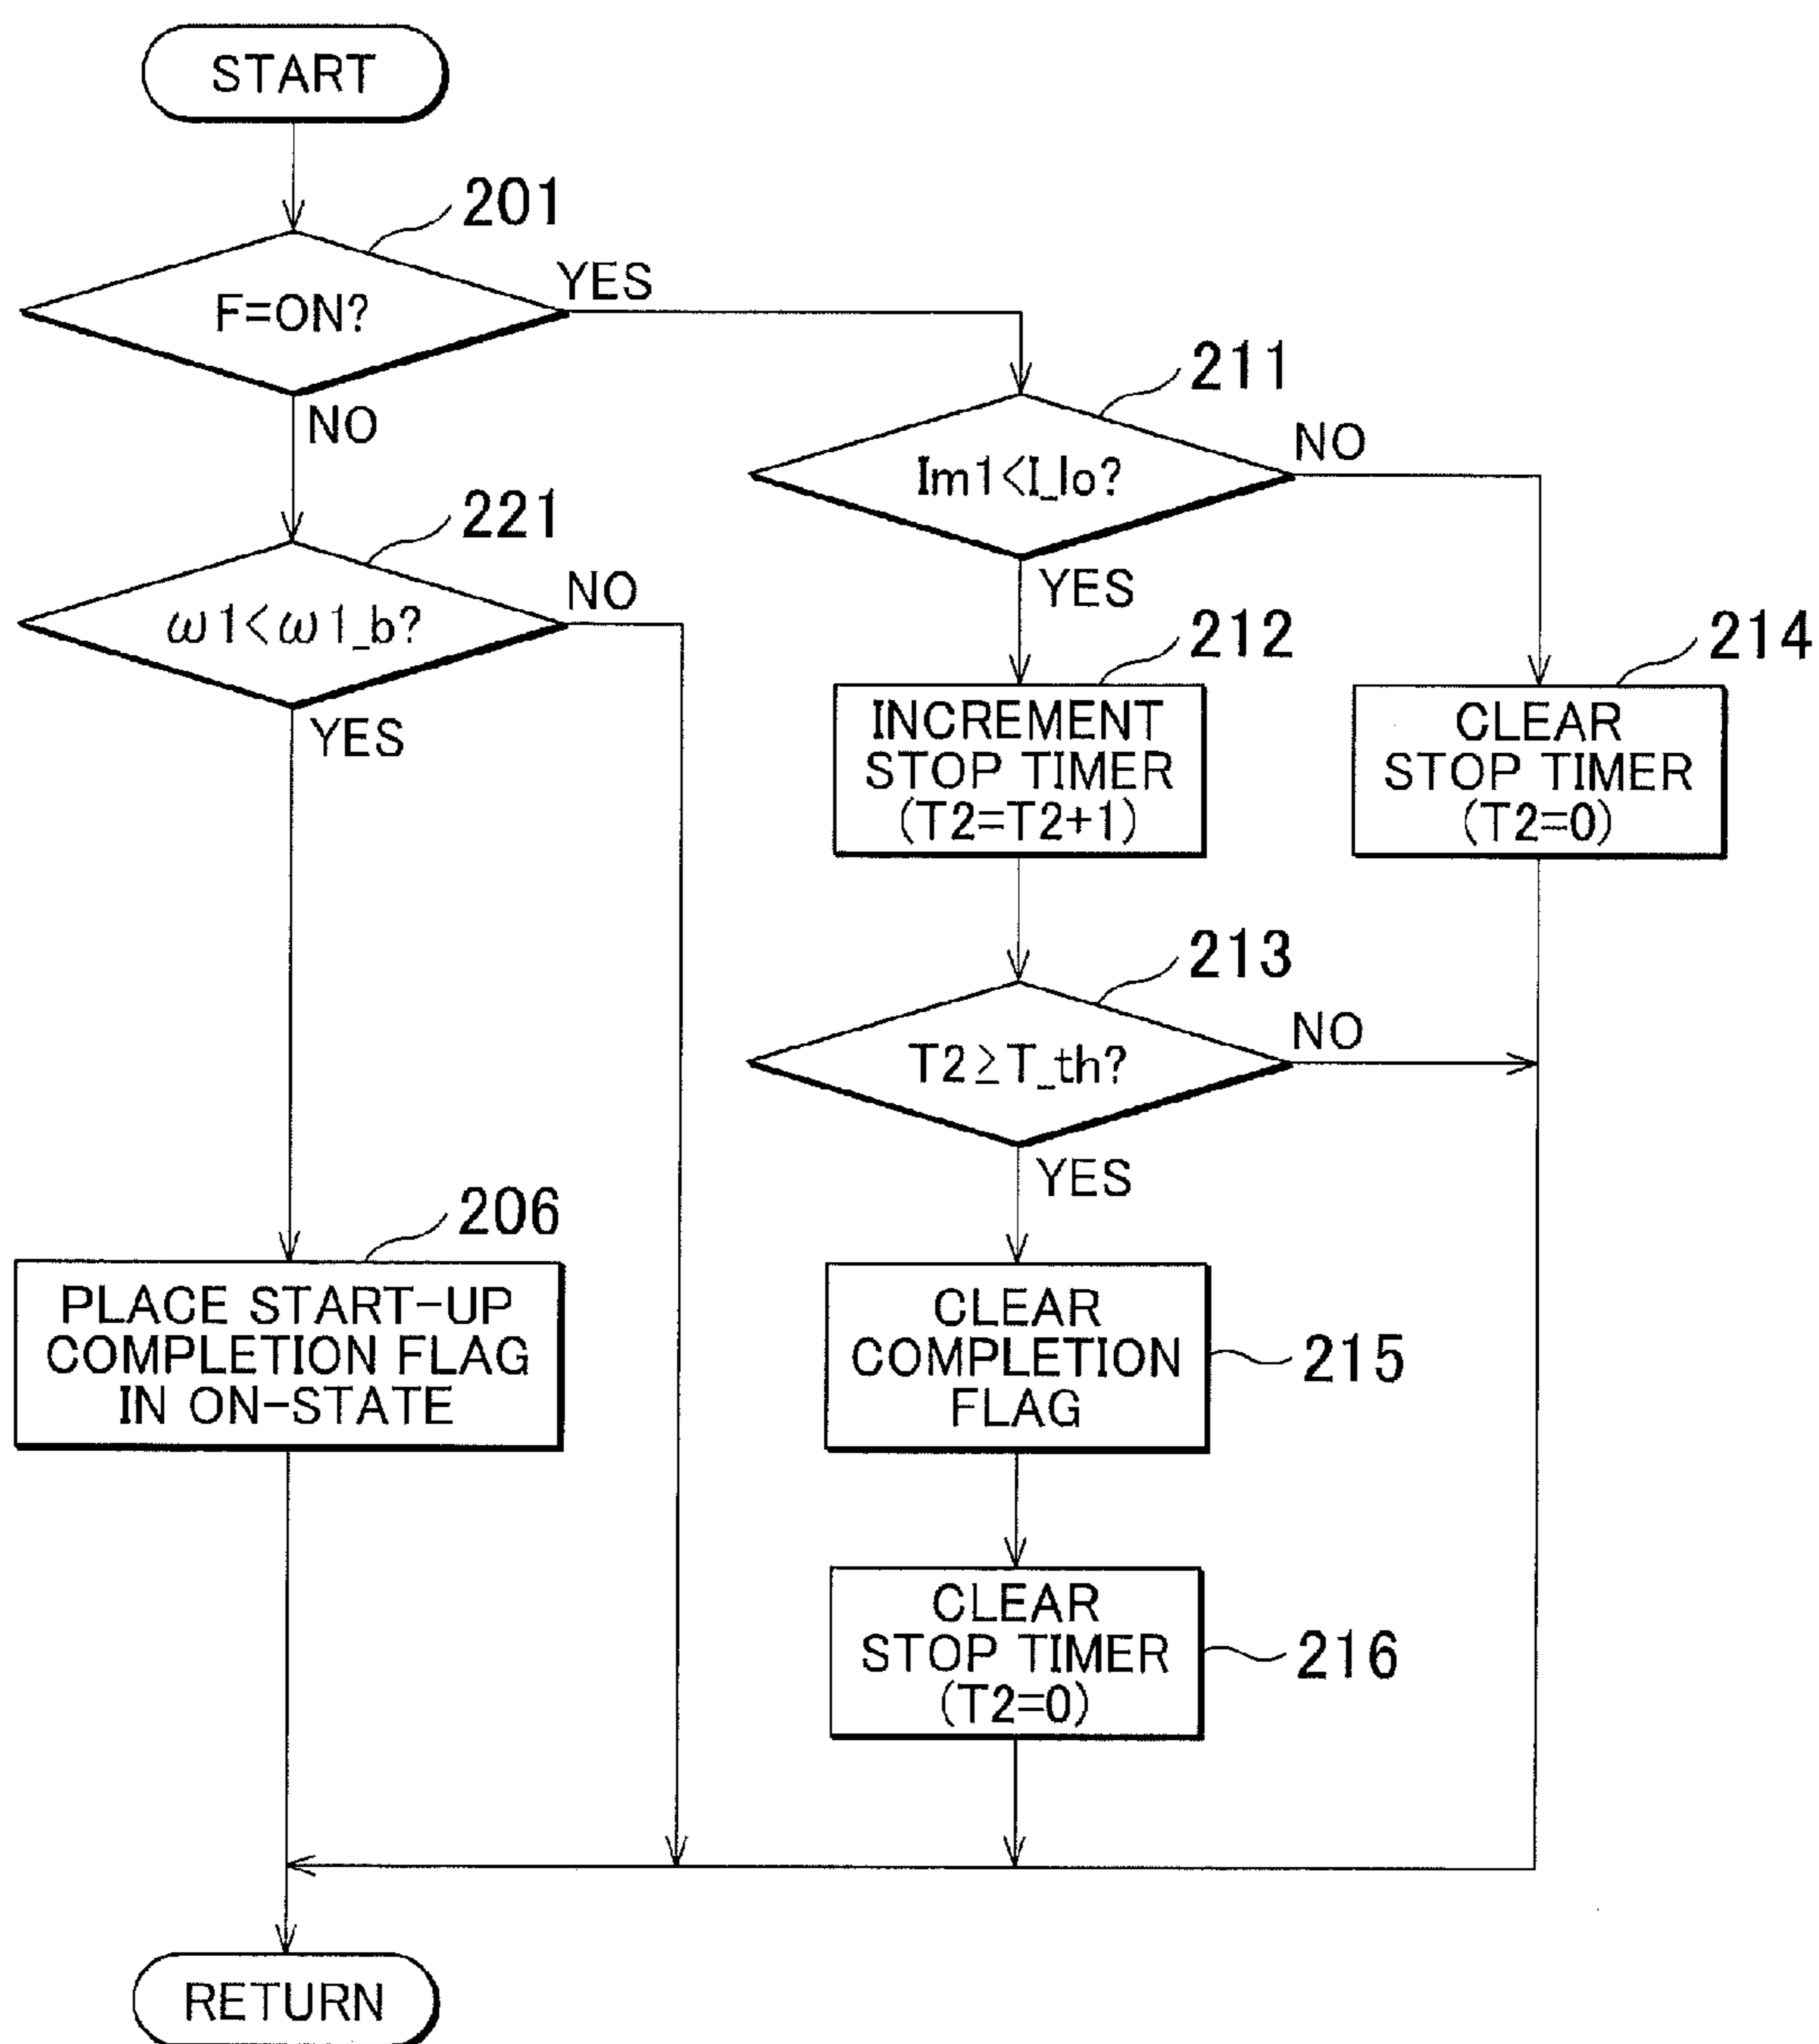 START
201
F=ON?
YES
NO
211
Im1<I_lo?
NO
YES
221
ω1<ω1_b?
NO
YES
212
INCREMENT
STOP TIMER
(T2=T2+1)
214
CLEAR
STOP TIMER
(T2=0)
213
T2≥T_th?
NO
YES
206
PLACE START-UP
COMPLETION FLAG
IN ON-STATE
CLEAR
COMPLETION
FLAG
215
CLEAR
STOP TIMER
(T2=0)
216
RETURN